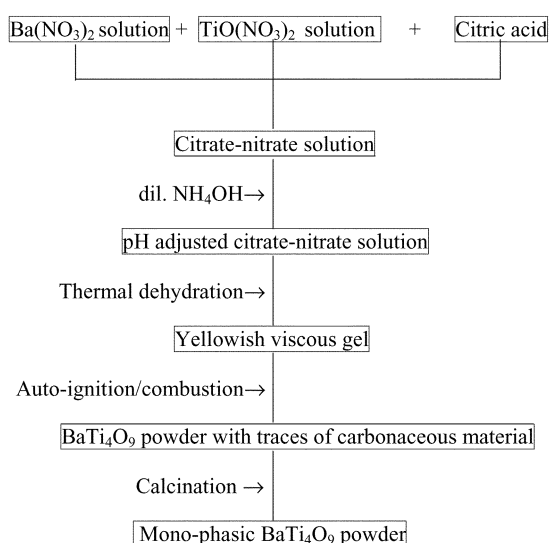 Ba(NO₃)₂ solution + TiO(NO₃)₂ solution + Citric acid
Citrate-nitrate solution
dil. NH₄OH→
pH adjusted citrate-nitrate solution
Thermal dehydration→
Yellowish viscous gel
Auto-ignition/combustion→
BaTi₄O₉ powder with traces of carbonaceous material
Calcination →
Mono-phasic BaTi₄O₉ powder